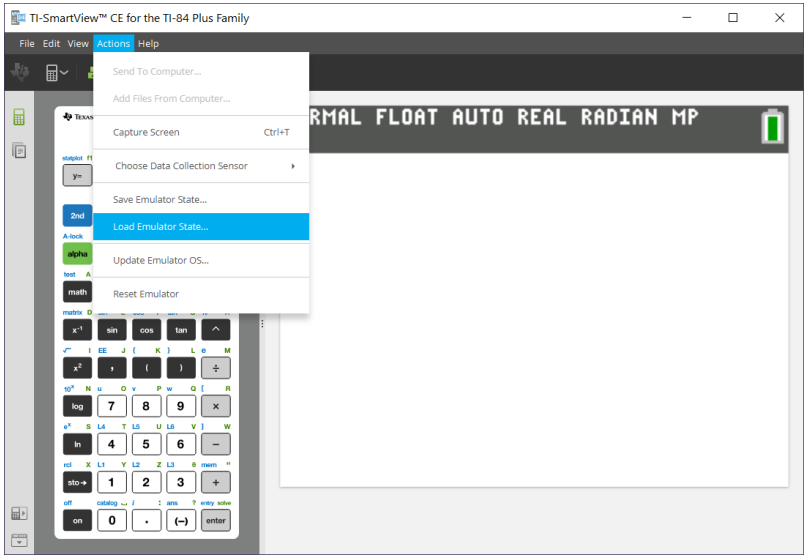 TI-SmartView™ CE for the TI-84 Plus Family
File Edit View Actions Help
Send To Computer...
Add Files From Computer...
Capture Screen Ctrl+T
Choose Data Collection Sensor
Save Emulator State...
Load Emulator State...
Update Emulator OS...
Reset Emulator
RMAL FLOAT AUTO REAL RADIAN MP
TEXAS
statplot f1
y=
2nd
A-lock
alpha
test A
math
matrix D
x⁻¹ sin cos tan ^
√‾ I EE J { K } L e M
x² , ( ) ÷
10ˣ N u O v P w Q [ R
log 7 8 9 ×
eˣ S L4 T L5 U L6 V ] W
ln 4 5 6 −
rcl X L1 Y L2 Z L3 θ mem "
sto→ 1 2 3 +
off catalog i : ans ? entry solve
on 0 . (−) enter